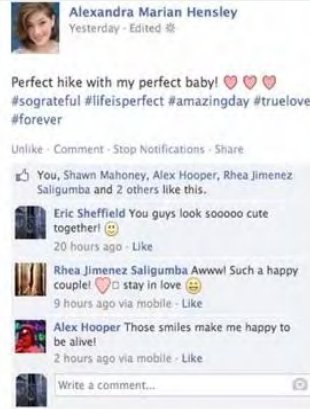 Alexandra Marian Hensley
Yesterday · Edited
Perfect hike with my perfect baby!
#sograteful #lifeisperfect #amazingday #truelove
#forever
Unlike · Comment · Stop Notifications · Share
You, Shawn Mahoney, Alex Hooper, Rhea Jimenez
Saligumba and 2 others like this.
Eric Sheffield You guys look sooooo cute
together!
20 hours ago · Like
Rhea Jimenez Saligumba Awww! Such a happy
couple! stay in love
9 hours ago via mobile · Like
Alex Hooper Those smiles make me happy to
be alive!
2 hours ago via mobile · Like
Write a comment...